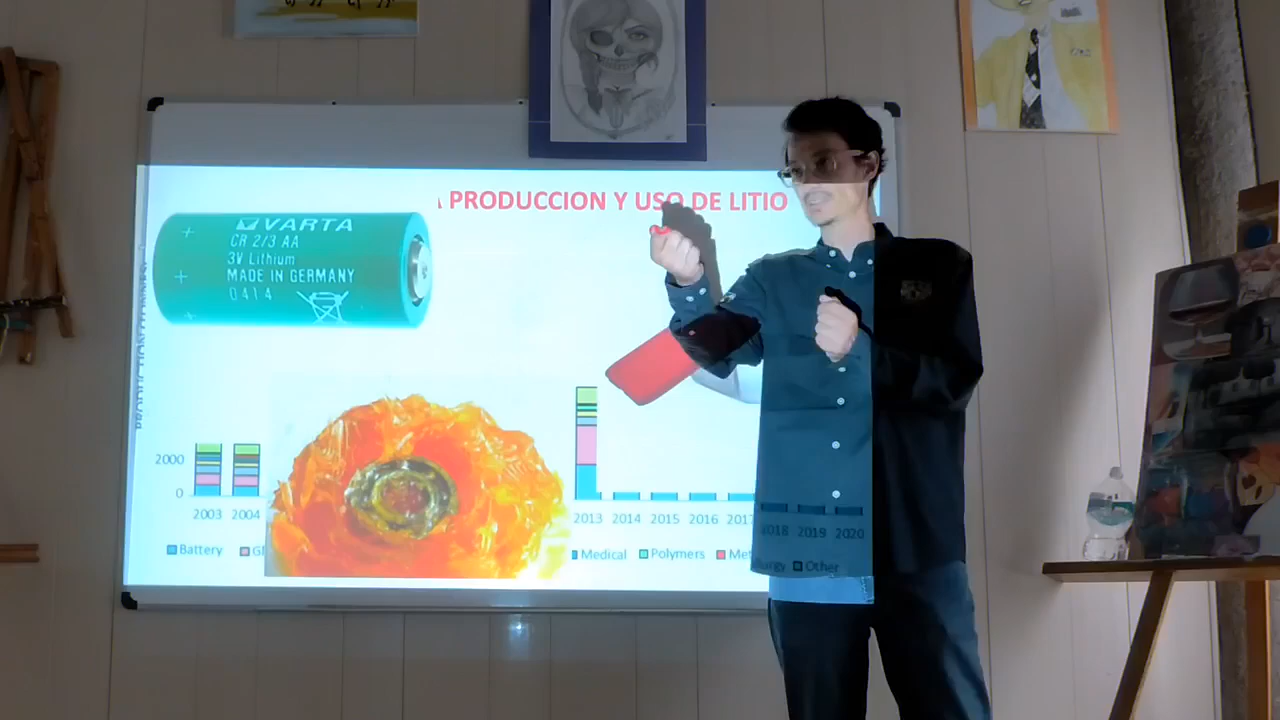 PRODUCCION Y USO DE LITIO
VARTA
CR 2/3 AA
3V Lithium
MADE IN GERMANY
0414
2000
0
2003 2004 2013 2014 2015 2016 2017 2018 2019 2020
Battery Medical Polymers Other